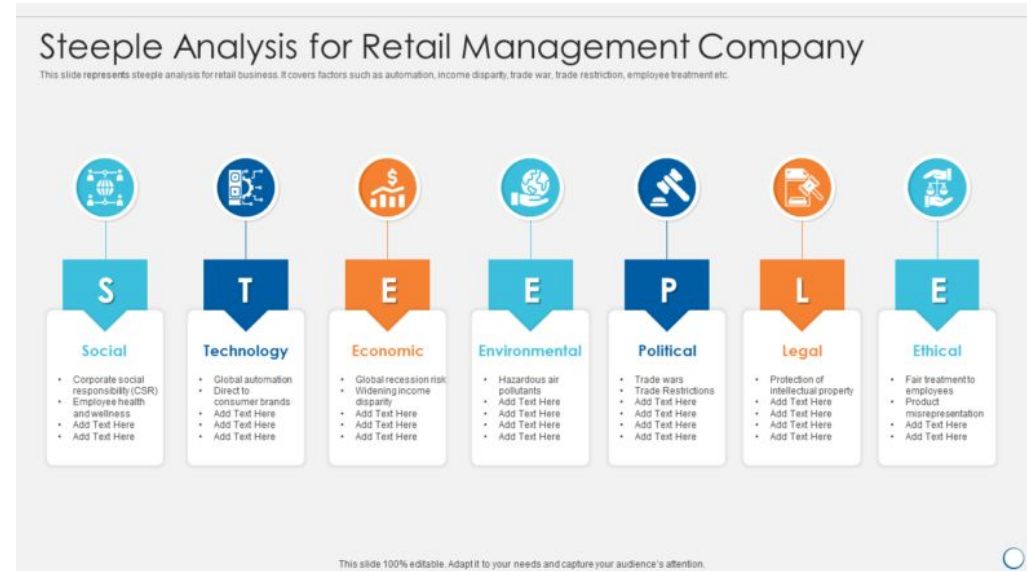 Steeple Analysis for Retail Management Company
This slide represents steeple analysis for retail business. It covers factors such as automation, income disparity, trade war, trade restriction, employee treatment etc.
S
Social
• Corporate social
responsibility (CSR)
• Employee health
and wellness
• Add Text Here
• Add Text Here
T
Technology
• Global automation
• Direct to
consumer brands
• Add Text Here
• Add Text Here
• Add Text Here
E
Economic
• Global recession risk
• Widening income
disparity
• Add Text Here
• Add Text Here
• Add Text Here
E
Environmental
• Hazardous air
pollutants
• Add Text Here
• Add Text Here
• Add Text Here
• Add Text Here
P
Political
• Trade wars
• Trade Restrictions
• Add Text Here
• Add Text Here
• Add Text Here
• Add Text Here
L
Legal
• Protection of
intellectual property
• Add Text Here
• Add Text Here
• Add Text Here
• Add Text Here
E
Ethical
• Fair treatment to
employees
• Product
misrepresentation
• Add Text Here
• Add Text Here
This slide 100% editable. Adapt it to your needs and capture your audience's attention.